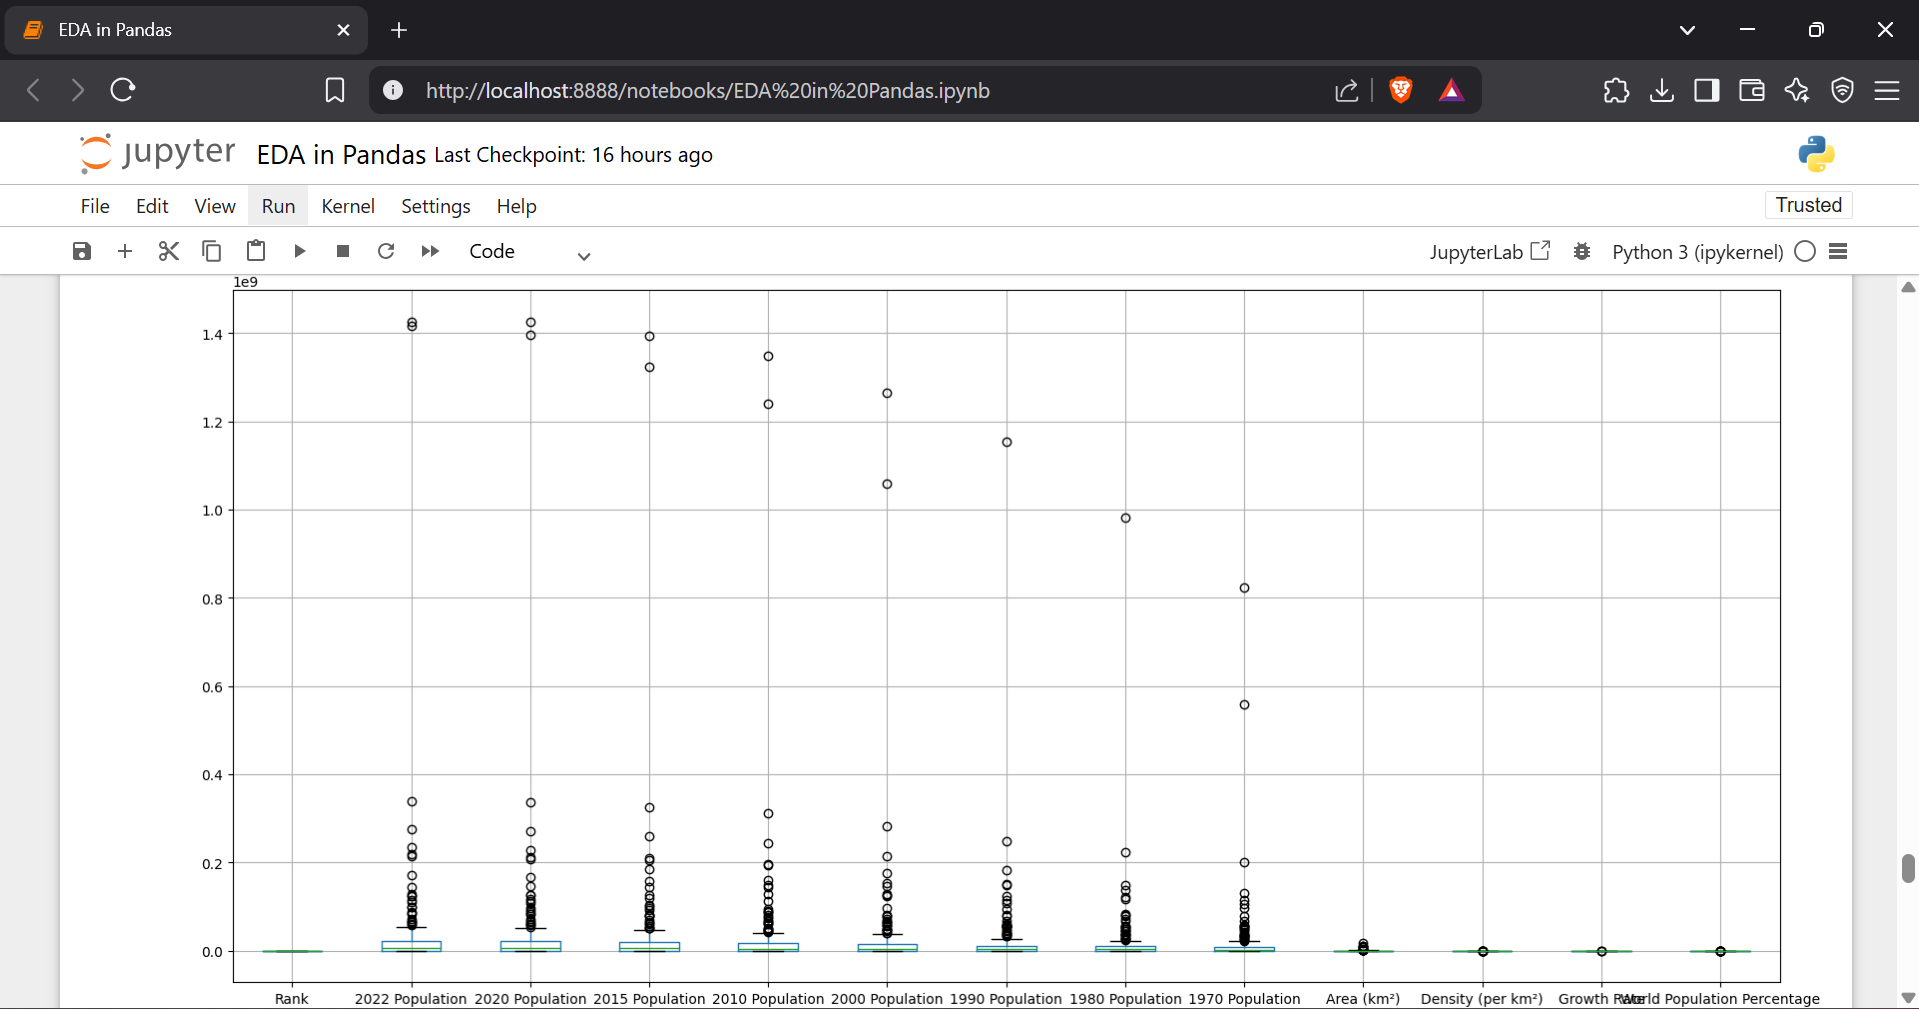 EDA in Pandas
http://localhost:8888/notebooks/EDA%20in%20Pandas.ipynb
jupyter EDA in Pandas Last Checkpoint: 16 hours ago
File Edit View Run Kernel Settings Help Trusted
Code JupyterLab Python 3 (ipykernel)
1e9
1.4
1.2
1.0
0.8
0.6
0.4
0.2
0.0
Rank 2022 Population 2020 Population 2015 Population 2010 Population 2000 Population 1990 Population 1980 Population 1970 Population Area (km²) Density (per km²) Growth Rate World Population Percentage